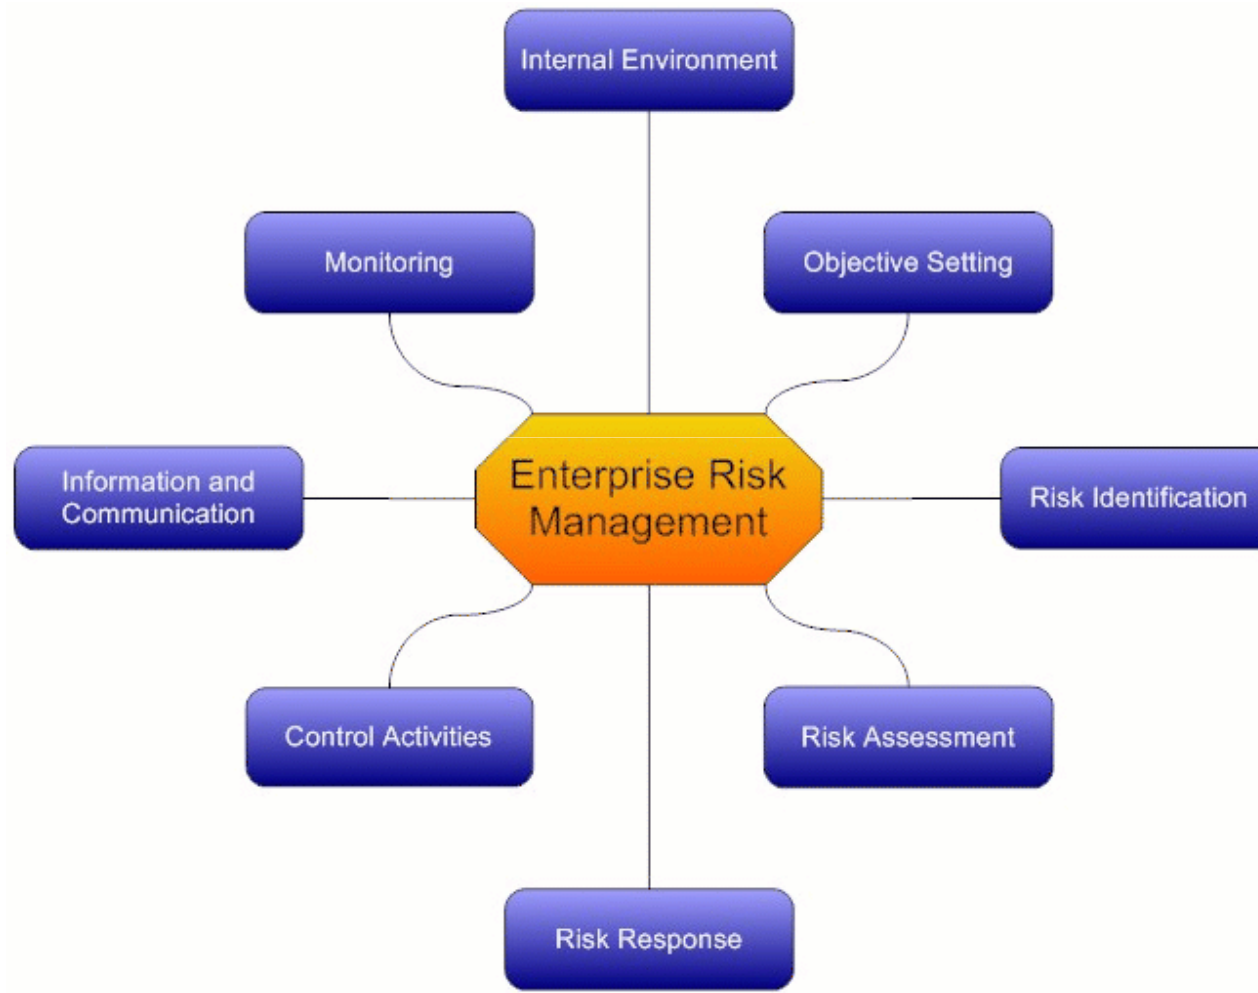 Internal Environment
Monitoring
Objective Setting
Enterprise Risk
Management
Information and
Communication
Risk Identification
Control Activities
Risk Assessment
Risk Response